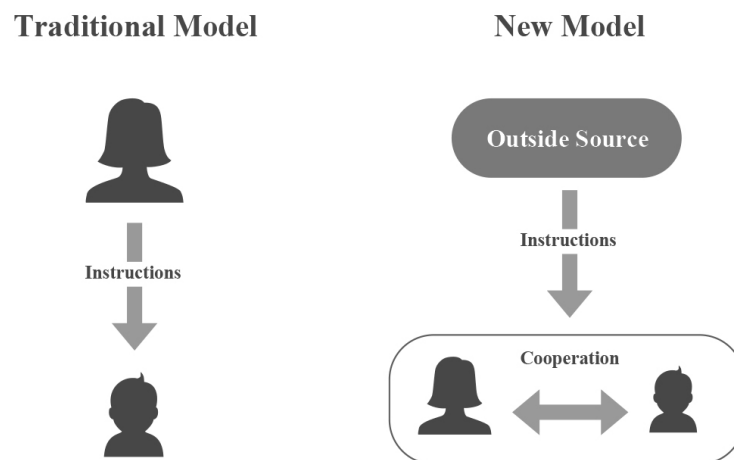 Traditional Model
New Model
Outside Source
Instructions
Instructions
Cooperation